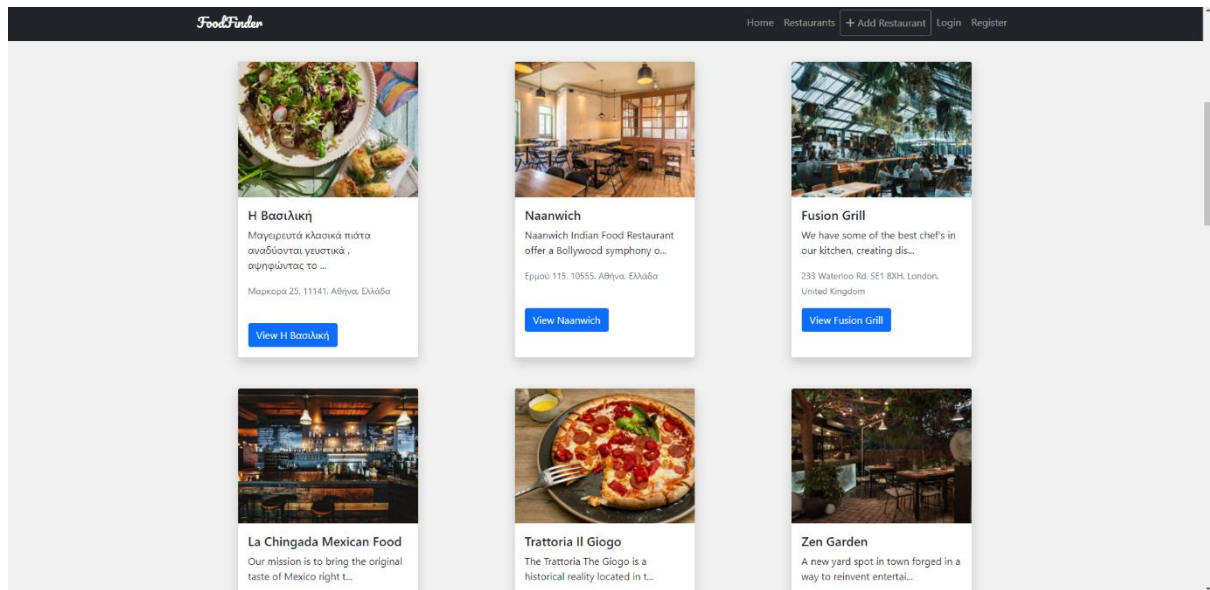 FoodFinder
Home Restaurants + Add Restaurant Login Register
Η Βασιλική
Μαγειρευτά κλασικά πιάτα
αναδύονται γευστικά ,
αψηφώντας το ...
Μαρκορά 25, 11141, Αθήνα, Ελλάδα
View Η Βασιλική
Naanwich
Naanwich Indian Food Restaurant
offer a Bollywood symphony o...
Ερμού 115, 10555, Αθήνα, Ελλάδα
View Naanwich
Fusion Grill
We have some of the best chef's in
our kitchen, creating dis...
233 Waterloo Rd, SE1 8XH, London,
United Kingdom
View Fusion Grill
La Chingada Mexican Food
Our mission is to bring the original
taste of Mexico right t...
Trattoria Il Giogo
The Trattoria The Giogo is a
historical reality located in t...
Zen Garden
A new yard spot in town forged in a
way to reinvent entertai...